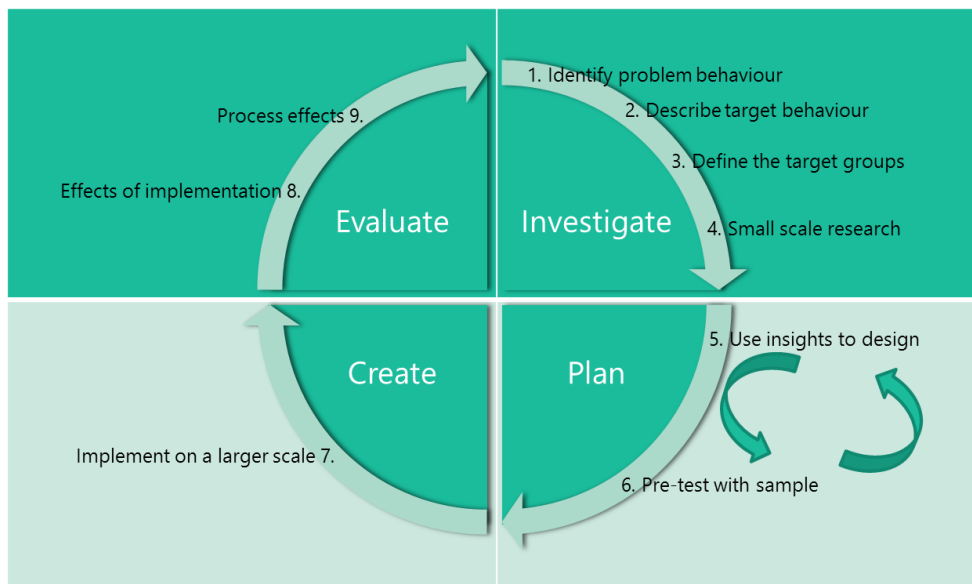 1. Identify problem behaviour
2. Describe target behaviour
3. Define the target groups
4. Small scale research
Investigate
5. Use insights to design
Plan
6. Pre-test with sample
Create
Implement on a larger scale 7.
Effects of implementation 8.
Process effects 9.
Evaluate